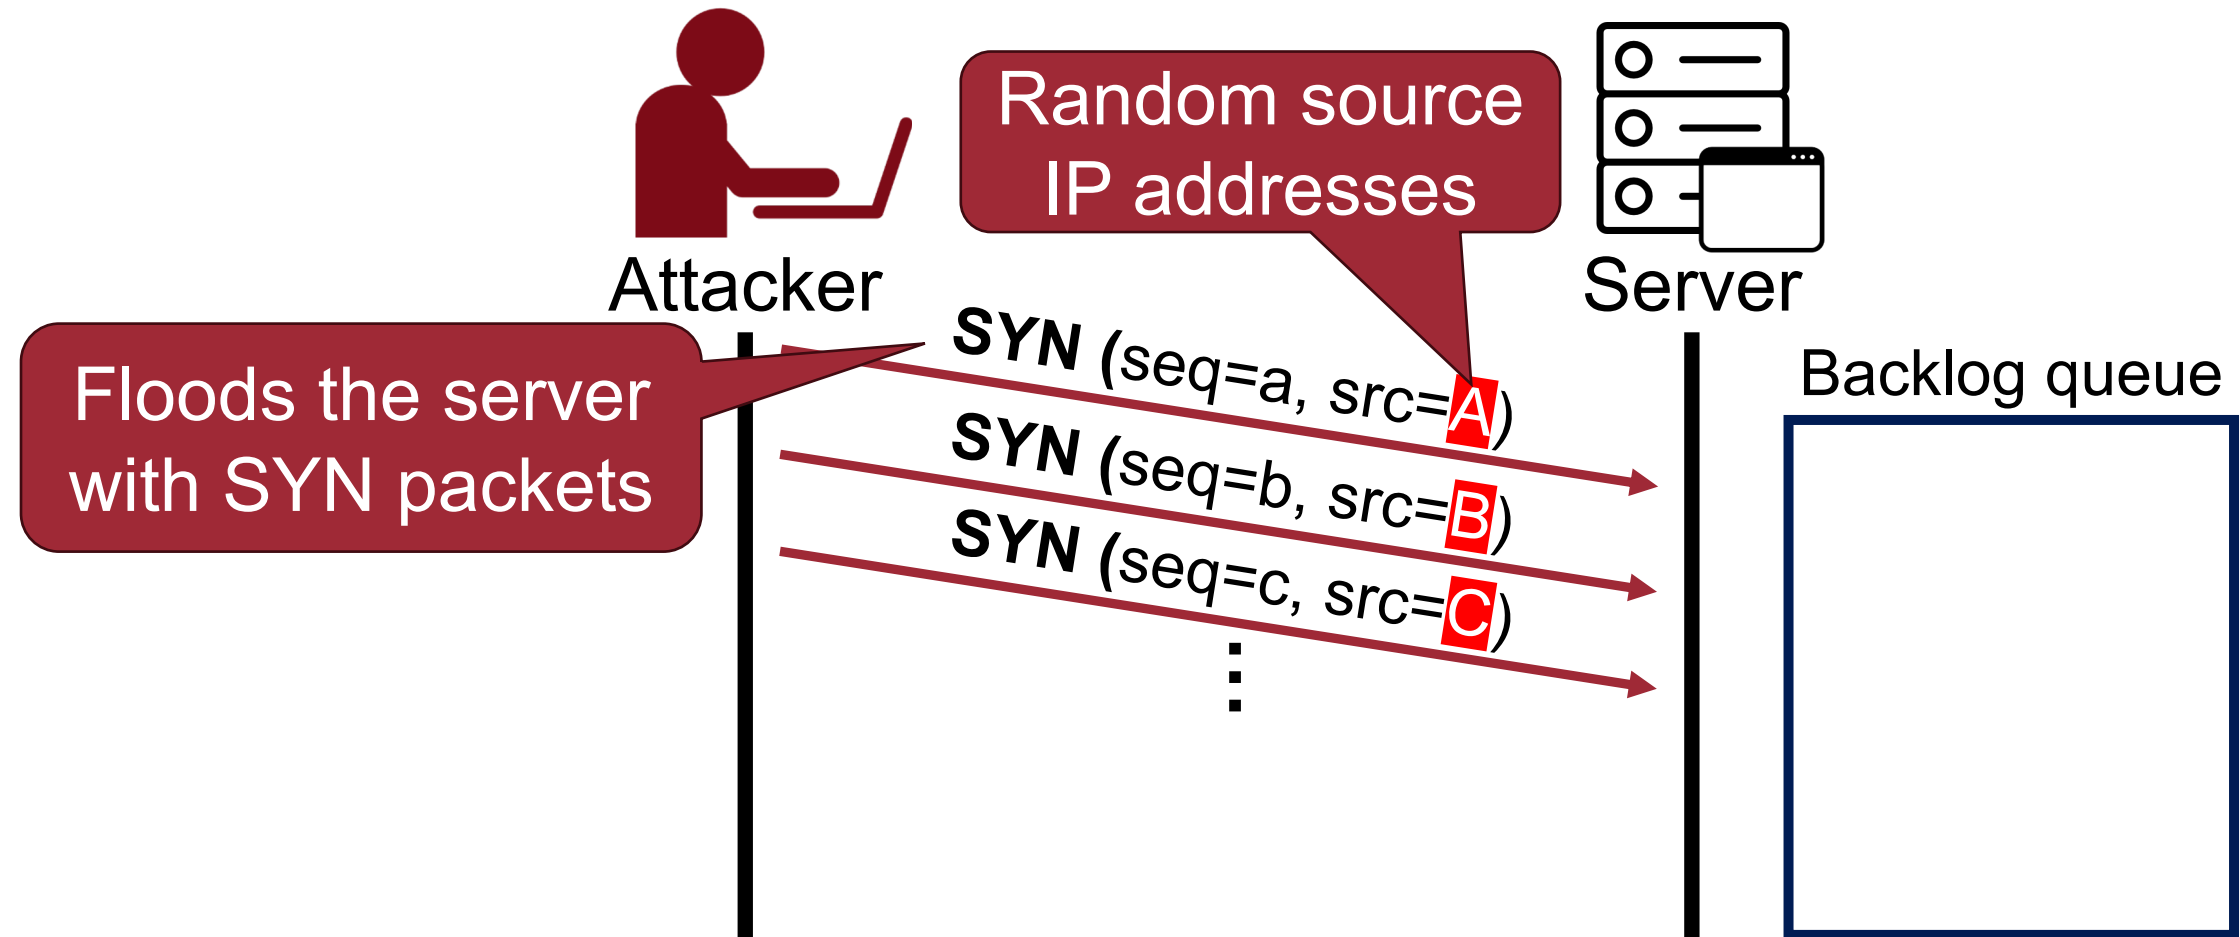 Random source
IP addresses
Attacker
Server
Floods the server
with SYN packets
SYN (seq=a, src=A)
SYN (seq=b, src=B)
SYN (seq=c, src=C)
⋮
Backlog queue